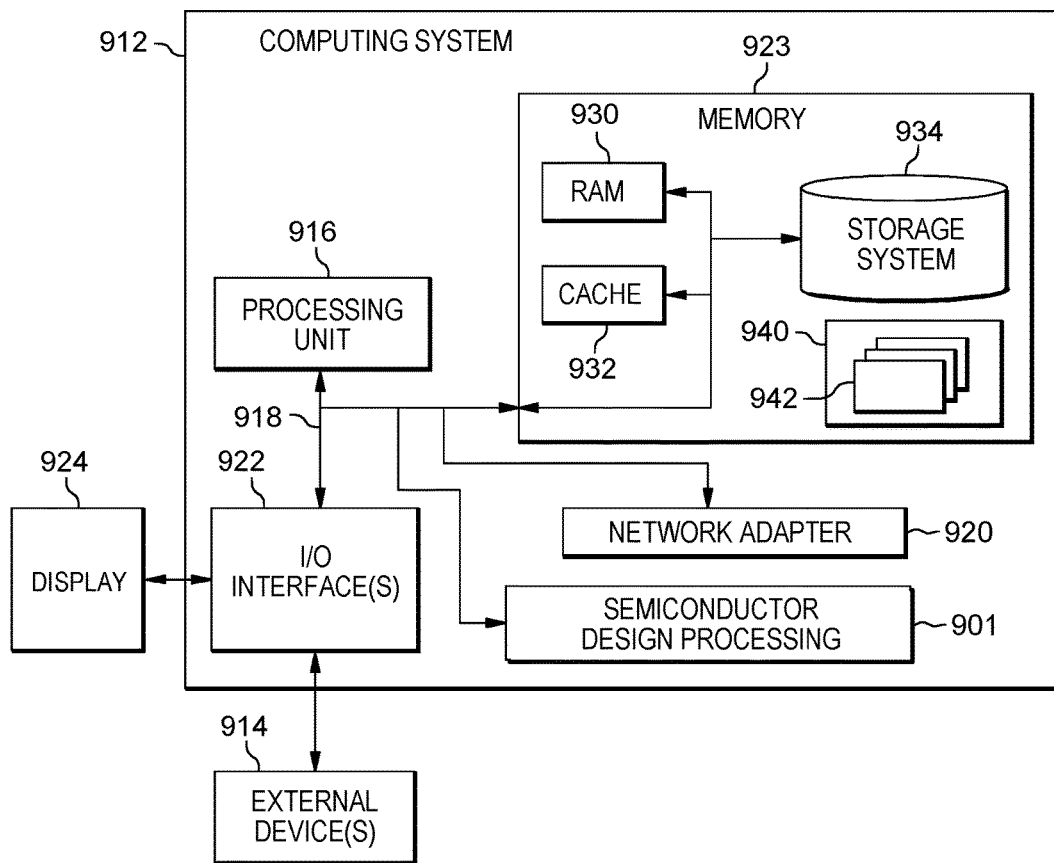 912
COMPUTING SYSTEM
923
MEMORY
930
RAM
934
STORAGE
SYSTEM
916
PROCESSING
UNIT
CACHE
932
940
942
918
924
922
DISPLAY
I/O
INTERFACE(S)
NETWORK ADAPTER
920
SEMICONDUCTOR
DESIGN PROCESSING
901
914
EXTERNAL
DEVICE(S)